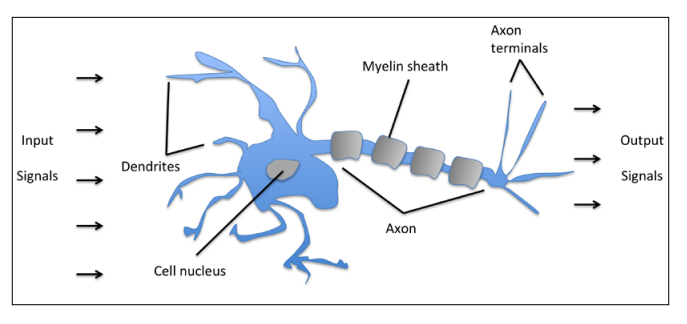 Axon
terminals
Myelin sheath
Input
Signals
Dendrites
Output
Signals
Axon
Cell nucleus